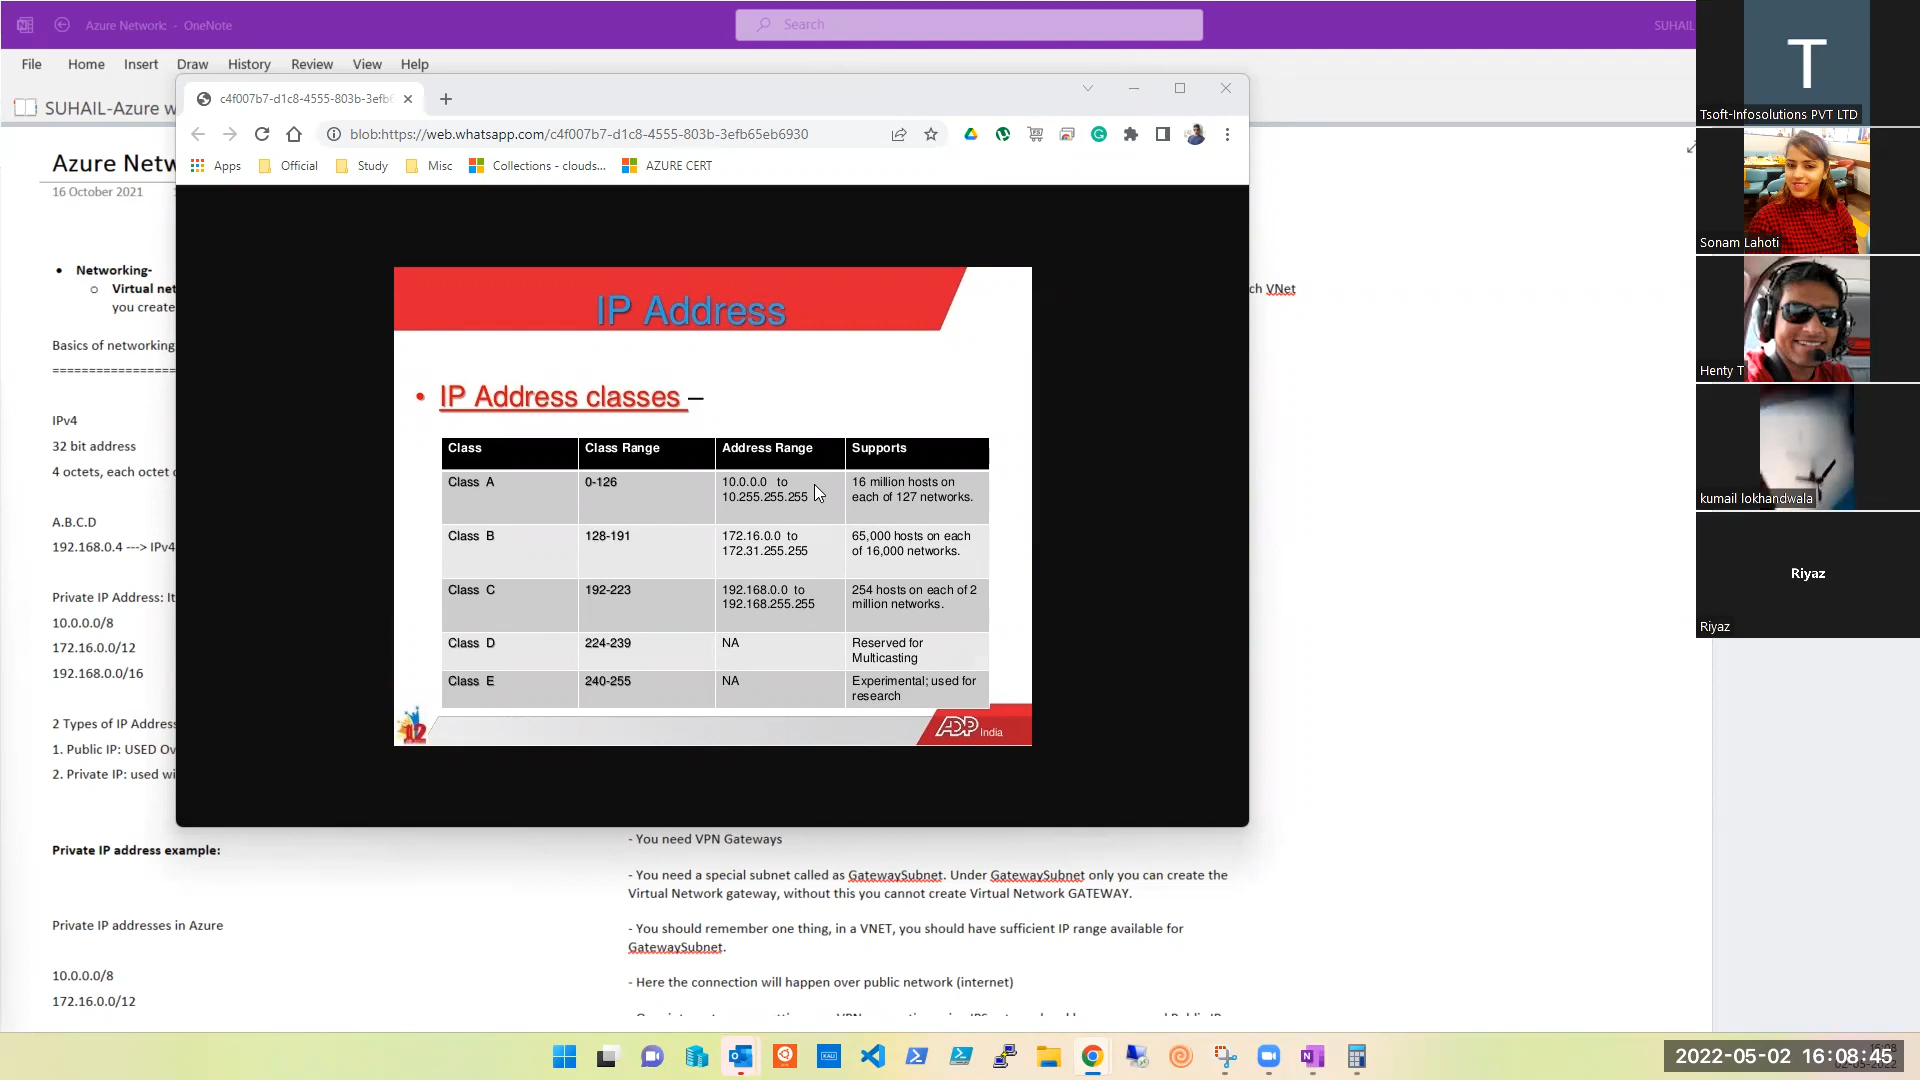 Azure Network: - OneNote
Search
SUHAIL
File Home Insert Draw History Review View Help
SUHAIL-Azure w
c4f007b7-d1c8-4555-803b-3efb6
blob:https://web.whatsapp.com/c4f007b7-d1c8-4555-803b-3efb65eb6930
Apps Official Study Misc Collections - clouds... AZURE CERT
Azure Netw
16 October 2021
• Networking-
o Virtual net
you create
ch VNet
Basics of networking
IPv4
32 bit address
4 octets, each octet
A.B.C.D
192.168.0.4 ---> IPv4
Private IP Address: It
10.0.0.0/8
172.16.0.0/12
192.168.0.0/16
2 Types of IP Address
1. Public IP: USED Ov
2. Private IP: used wi
Private IP address example:
Private IP addresses in Azure
10.0.0.0/8
172.16.0.0/12
IP Address
• IP Address classes –
Class Class Range Address Range Supports
Class A 0-126 10.0.0.0 to 10.255.255.255 16 million hosts on each of 127 networks.
Class B 128-191 172.16.0.0 to 172.31.255.255 65,000 hosts on each of 16,000 networks.
Class C 192-223 192.168.0.0 to 192.168.255.255 254 hosts on each of 2 million networks.
Class D 224-239 NA Reserved for Multicasting
Class E 240-255 NA Experimental; used for research
12
ADP India
- You need VPN Gateways
- You need a special subnet called as GatewaySubnet. Under GatewaySubnet only you can create the
Virtual Network gateway, without this you cannot create Virtual Network GATEWAY.
- You should remember one thing, in a VNET, you should have sufficient IP range available for
GatewaySubnet.
- Here the connection will happen over public network (internet)
T
Tsoft-Infosolutions PVT LTD
Sonam Lahoti
Henty T
kumail lokhandwala
Riyaz
Riyaz
KALI
2022-05-02 16:08:45